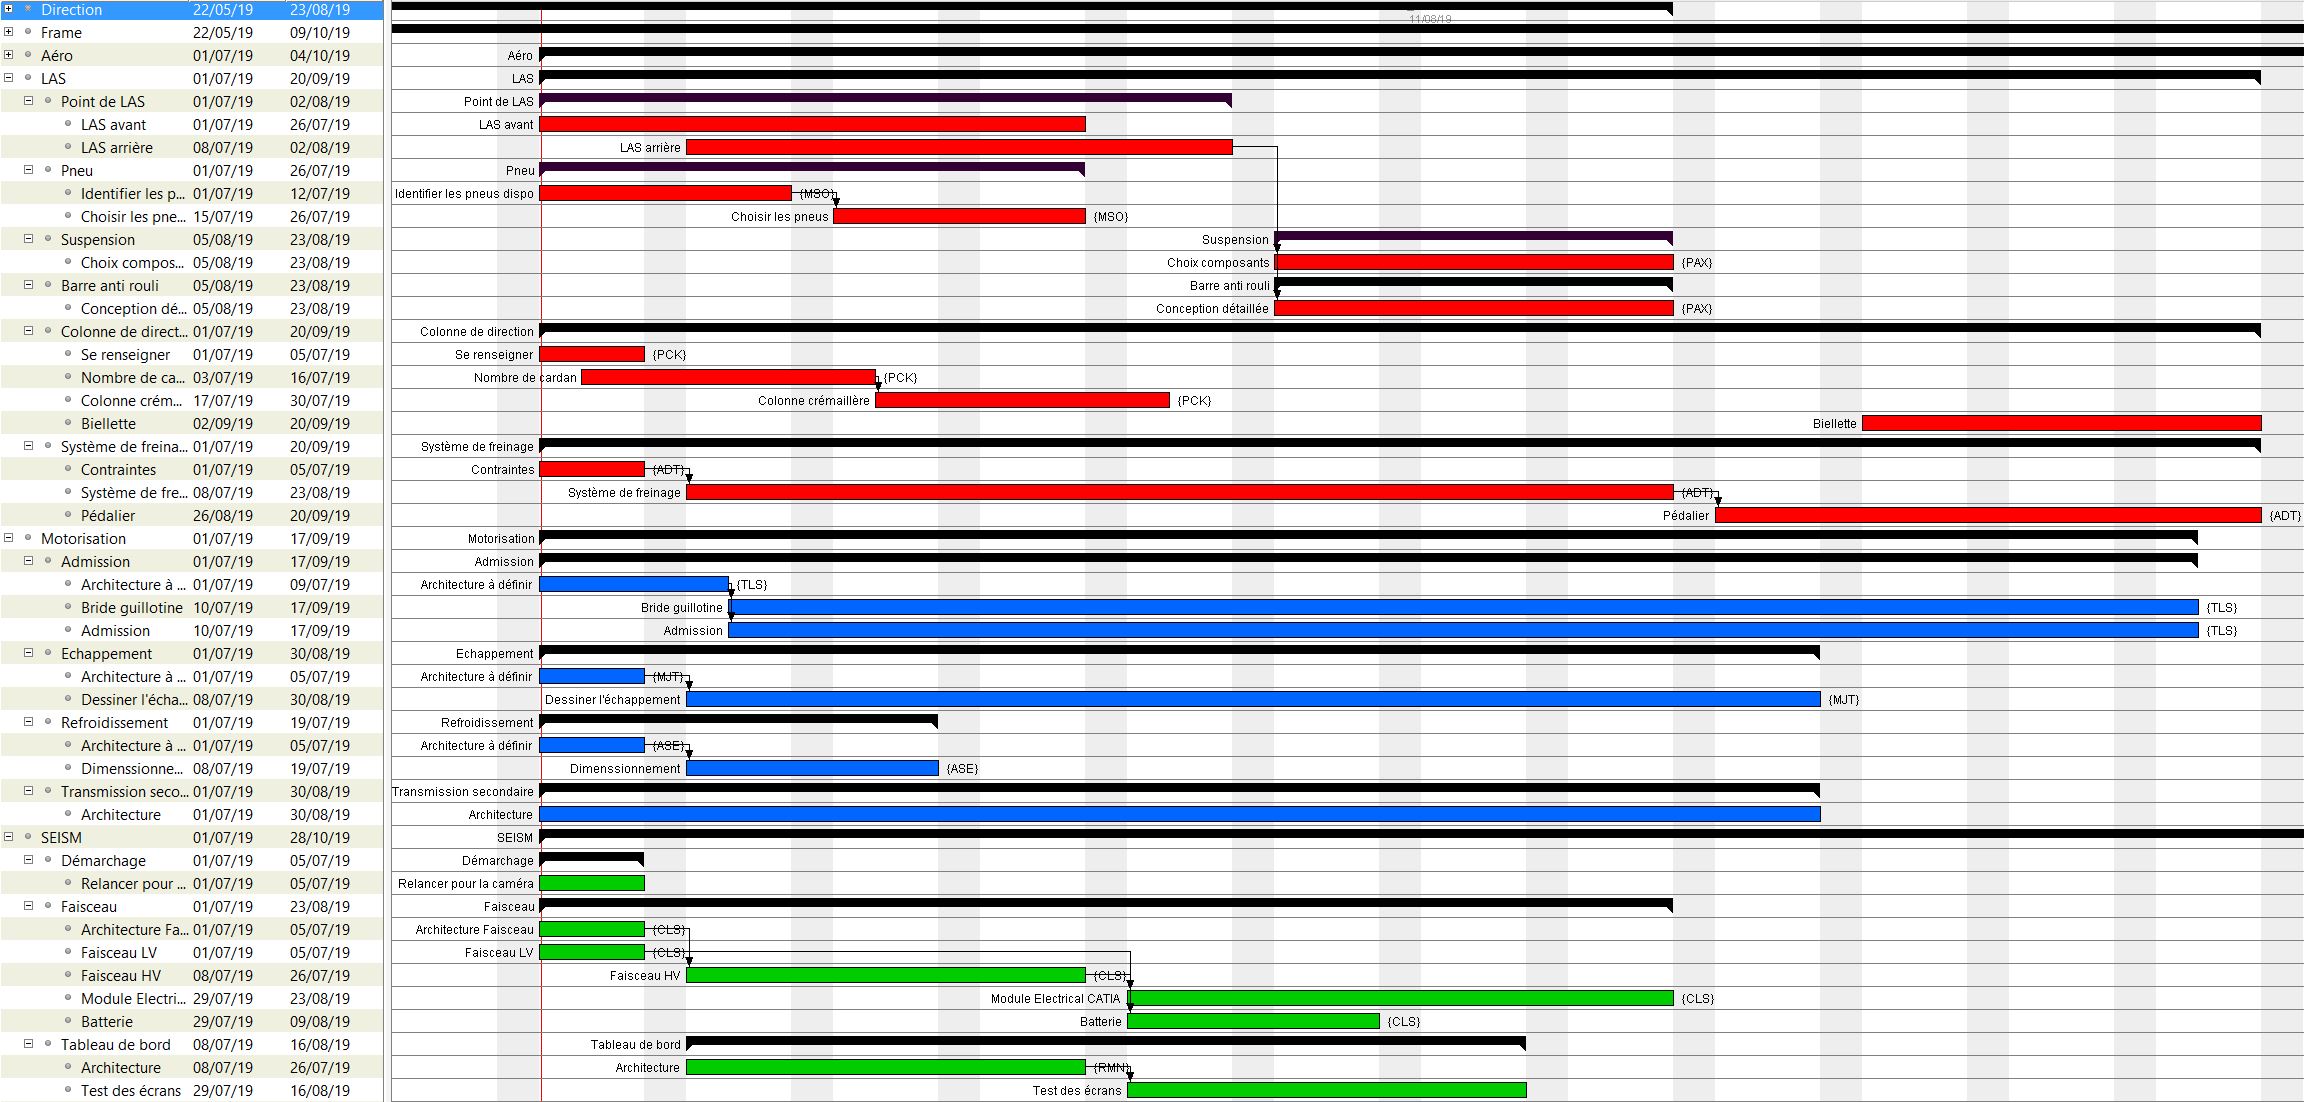 Direction 22/05/19 23/08/19
11/08/19
Frame 22/05/19 09/10/19
Aéro 01/07/19 04/10/19 Aéro
LAS 01/07/19 20/09/19 LAS
Point de LAS 01/07/19 02/08/19 Point de LAS
LAS avant 01/07/19 26/07/19 LAS avant
LAS arrière 08/07/19 02/08/19 LAS arrière
Pneu 01/07/19 26/07/19 Pneu
Identifier les p... 01/07/19 12/07/19 Identifier les pneus dispo {MSO}
Choisir les pne... 15/07/19 26/07/19 Choisir les pneus {MSO}
Suspension 05/08/19 23/08/19 Suspension
Choix compos... 05/08/19 23/08/19 Choix composants {PAX}
Barre anti rouli 05/08/19 23/08/19 Barre anti rouli
Conception dé... 05/08/19 23/08/19 Conception détaillée {PAX}
Colonne de direct... 01/07/19 20/09/19 Colonne de direction
Se renseigner 01/07/19 05/07/19 Se renseigner {PCK}
Nombre de ca... 03/07/19 16/07/19 Nombre de cardan {PCK}
Colonne crém... 17/07/19 30/07/19 Colonne crémaillère {PCK}
Biellette 02/09/19 20/09/19 Biellette
Système de freina... 01/07/19 20/09/19 Système de freinage
Contraintes 01/07/19 05/07/19 Contraintes {ADT}
Système de fre... 08/07/19 23/08/19 Système de freinage {ADT}
Pédalier 26/08/19 20/09/19 Pédalier {ADT}
Motorisation 01/07/19 17/09/19 Motorisation
Admission 01/07/19 17/09/19 Admission
Architecture à ... 01/07/19 09/07/19 Architecture à définir {TLS}
Bride guillotine 10/07/19 17/09/19 Bride guillotine {TLS}
Admission 10/07/19 17/09/19 Admission {TLS}
Echappement 01/07/19 30/08/19 Echappement
Architecture à ... 01/07/19 05/07/19 Architecture à définir {MJT}
Dessiner l'écha... 08/07/19 30/08/19 Dessiner l'échappement {MJT}
Refroidissement 01/07/19 19/07/19 Refroidissement
Architecture à ... 01/07/19 05/07/19 Architecture à définir {ASE}
Dimenssionne... 08/07/19 19/07/19 Dimenssionnement {ASE}
Transmission seco... 01/07/19 30/08/19 Transmission secondaire
Architecture 01/07/19 30/08/19 Architecture
SEISM 01/07/19 28/10/19 SEISM
Démarchage 01/07/19 05/07/19 Démarchage
Relancer pour ... 01/07/19 05/07/19 Relancer pour la caméra
Faisceau 01/07/19 23/08/19 Faisceau
Architecture Fa... 01/07/19 05/07/19 Architecture Faisceau {CLS}
Faisceau LV 01/07/19 05/07/19 Faisceau LV {CLS}
Faisceau HV 08/07/19 26/07/19 Faisceau HV {CLS}
Module Electri... 29/07/19 23/08/19 Module Electrical CATIA {CLS}
Batterie 29/07/19 09/08/19 Batterie {CLS}
Tableau de bord 08/07/19 16/08/19 Tableau de bord
Architecture 08/07/19 26/07/19 Architecture {RMN}
Test des écrans 29/07/19 16/08/19 Test des écrans